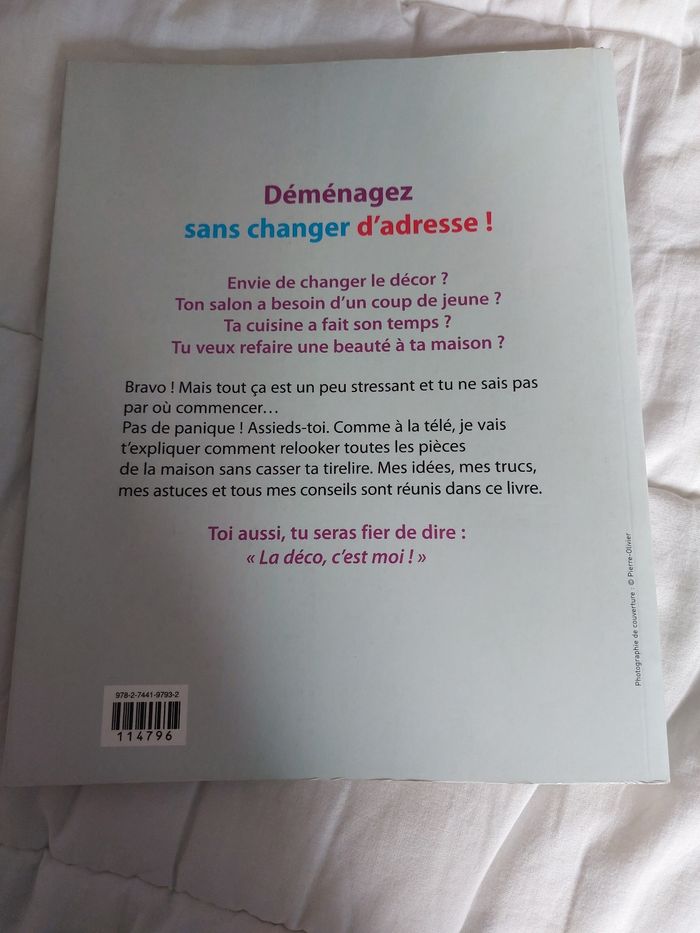 Déménagez
sans changer d'adresse !
Envie de changer le décor ?
Ton salon a besoin d'un coup de jeune ?
Ta cuisine a fait son temps ?
Tu veux refaire une beauté à ta maison ?
Bravo ! Mais tout ça est un peu stressant et tu ne sais pas
par où commencer...
Pas de panique ! Assieds-toi. Comme à la télé, je vais
t'expliquer comment relooker toutes les pièces
de la maison sans casser ta tirelire. Mes idées, mes trucs,
mes astuces et tous mes conseils sont réunis dans ce livre.
Toi aussi, tu seras fier de dire :
« La déco, c'est moi ! »
Photographie de couverture : © Pierre-Olivier
978-2-7441-9793-2
114796